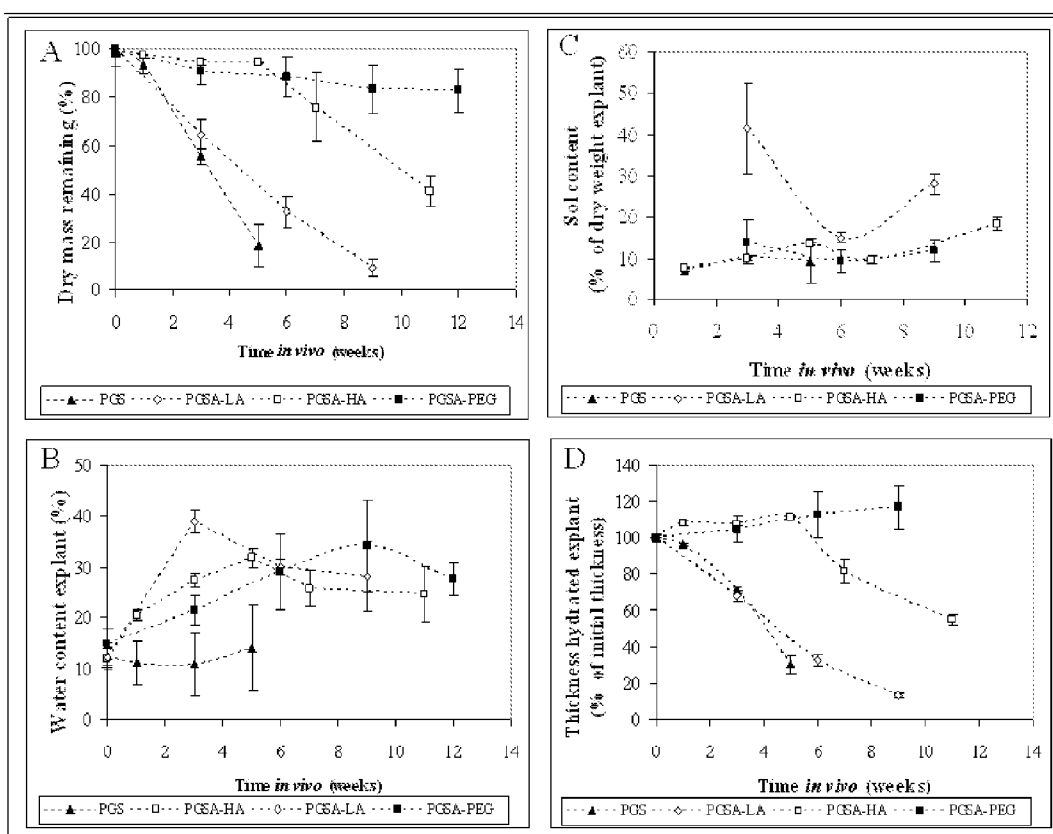 A
Dry mass remaining (%)
100
80
60
40
20
0
0 2 4 6 8 10 12 14
Time in vivo (weeks)
PGS PGSA-LA PGSA-HA PGSA-PEG
B
Water content explant (%)
50
40
30
20
10
0
0 2 4 6 8 10 12 14
Time in vivo (weeks)
PGS PGSA-HA PGSA-LA PGSA-PEG
C
Sol content
(% of dry weight explant)
60
50
40
30
20
10
0
0 2 4 6 8 10 12
Time in vivo (weeks)
PGS PGSA-LA PGSA-HA PGSA-PEG
D
Thickness hydrated explant
(% of initial thickness)
140
120
100
80
60
40
20
0
0 2 4 6 8 10 12 14
Time in vivo (weeks)
PGS PGSA-LA PGSA-HA PGSA-PEG